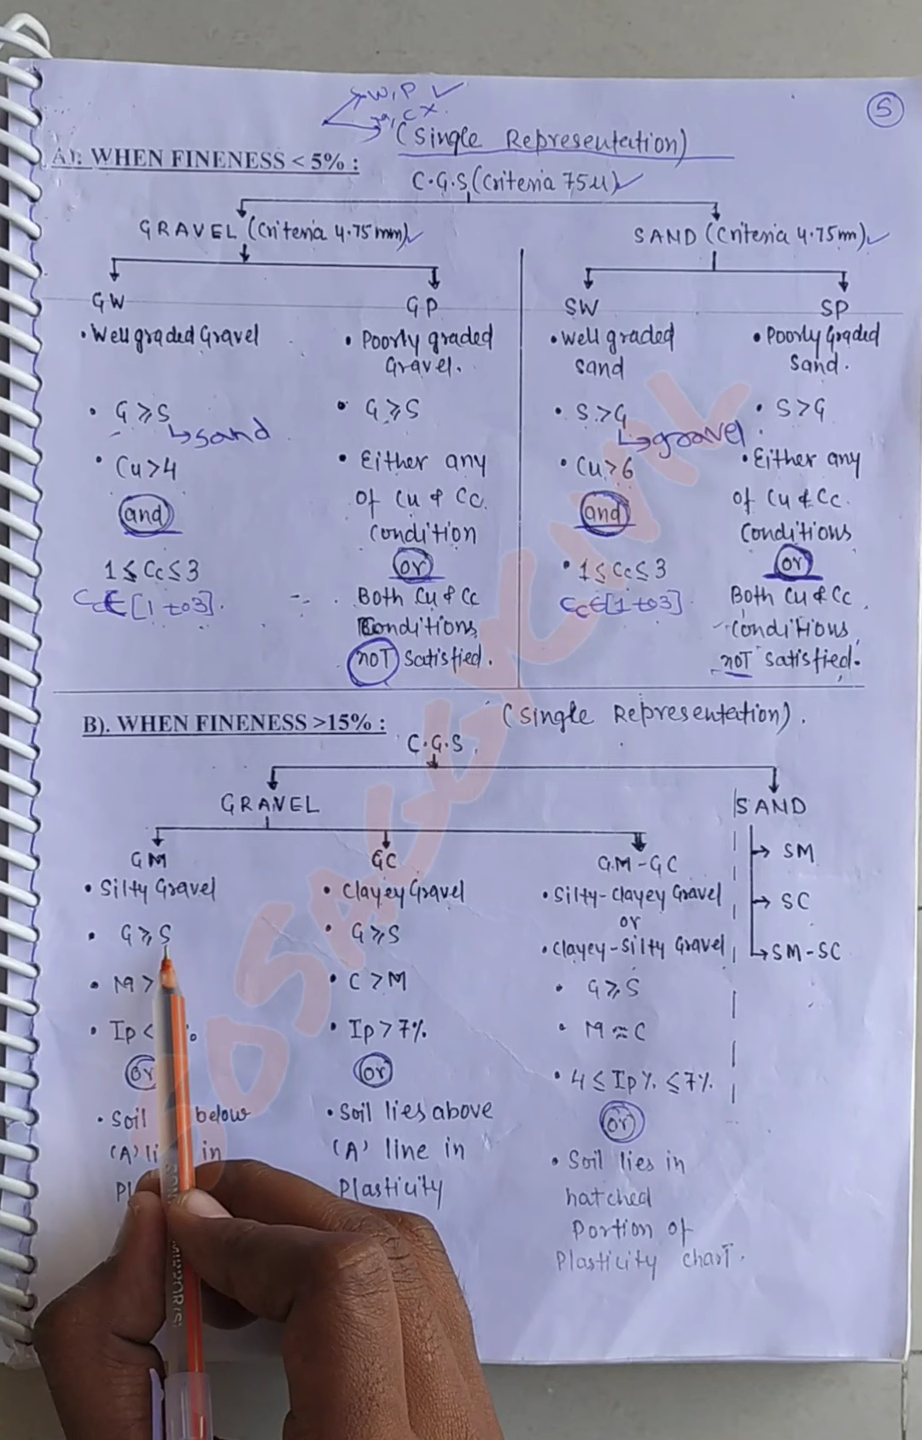 W, P ✓
M, C ×.
5
(Single Representation)
A). WHEN FINENESS < 5% :
C.G.S (Criteria 75μ) ✓
GRAVEL (Criteria 4.75mm) ✓
SAND (Criteria 4.75m) ✓
GW
GP
SW
SP
• Well graded Gravel
• Poorly graded
Gravel.
• Well graded
Sand
• Poorly Graded
Sand.
• G ≥ S
↳ sand
• G ≥ S
• S > G
↳ gravel
• S > G
• Cu > 4
• Either any
• Cu > 6
• Either any
and
of Cu & Cc
and
of Cu & Cc.
Condition
Conditions
or
or
1 ≤ Cc ≤ 3
• 1 ≤ Cc ≤ 3
Cc ∈ [1 to 3].
Both Cu & Cc
Cc ∈ [1 to 3]
Both Cu & Cc
Conditions
Conditions
noT Satisfied.
noT satisfied.
B). WHEN FINENESS >15% :
(Single Representation).
C.G.S.
GRAVEL
SAND
GM
GC
GM-GC
→ SM
→ SC
↳ SM-SC
• Silty Gravel
• Clayey Gravel
• Silty-Clayey Gravel
or
• Clayey-Silty Gravel
• G ≥ S
• G ≥ S
• G ≥ S
• M >
• C > M
• M ≈ C
• Ip < %
• Ip > 7%
• 4 ≤ Ip% ≤ 7%
or
or
or
• Soil below
• Soil lies above
• Soil lies in
(A' li in
(A' line in
hatched
Pl
Plasticity
Portion of
Plasticity chart.